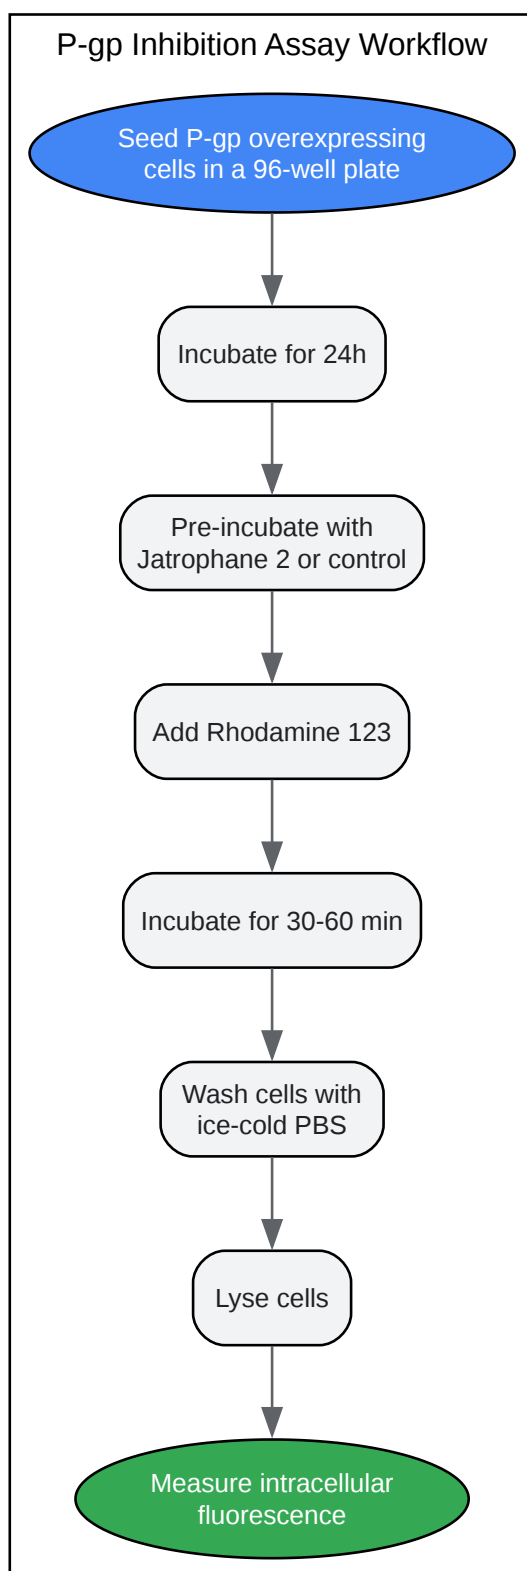 P-gp Inhibition Assay Workflow
Seed P-gp overexpressing
cells in a 96-well plate
Incubate for 24h
Pre-incubate with
Jatrophane 2 or control
Add Rhodamine 123
Incubate for 30-60 min
Wash cells with
ice-cold PBS
Lyse cells
Measure intracellular
fluorescence